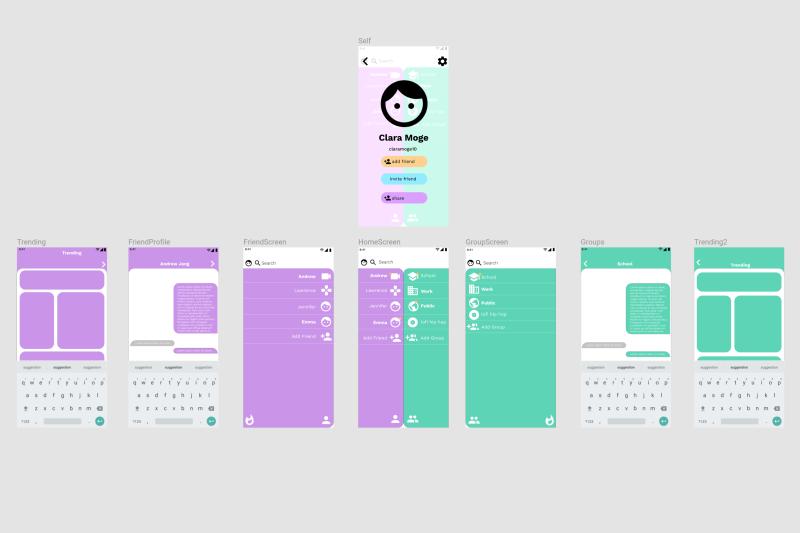 Self
Search
Clara Moge
claramoge10
add friend
invite friend
share
Trending
Trending
FriendProfile
Andrew Jong
FriendScreen
Search
Andrew
Lawrence
Jennifer
Emma
Add Friend
HomeScreen
Search
Andrew
School
Lawrence
Work
Jennifer
Public
Emma
lofi hip hop
Add Friend
Add Group
GroupScreen
Search
School
Work
Public
lofi hip hop
Add Group
Groups
School
Trending2
Trending
suggestion suggestion suggestion
q w e r t y u i o p
a s d f g h j k l
z x c v b n m
?123 , .
suggestion suggestion suggestion
q w e r t y u i o p
a s d f g h j k l
z x c v b n m
?123 , .
suggestion suggestion suggestion
q w e r t y u i o p
a s d f g h j k l
z x c v b n m
?123 , .
suggestion suggestion suggestion
q w e r t y u i o p
a s d f g h j k l
z x c v b n m
?123 , .